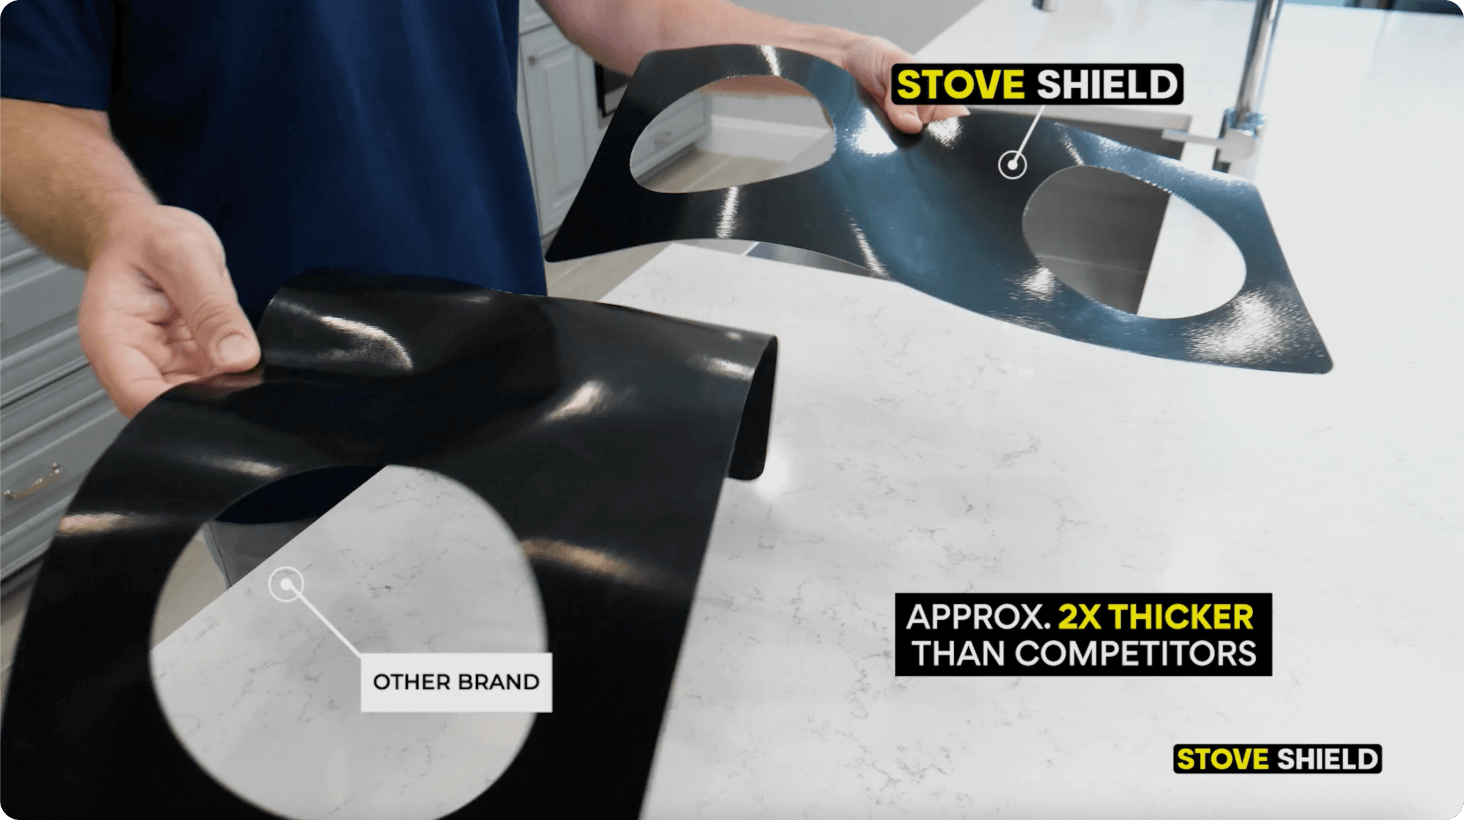 STOVE SHIELD
OTHER BRAND
APPROX. 2X THICKER
THAN COMPETITORS
STOVE SHIELD